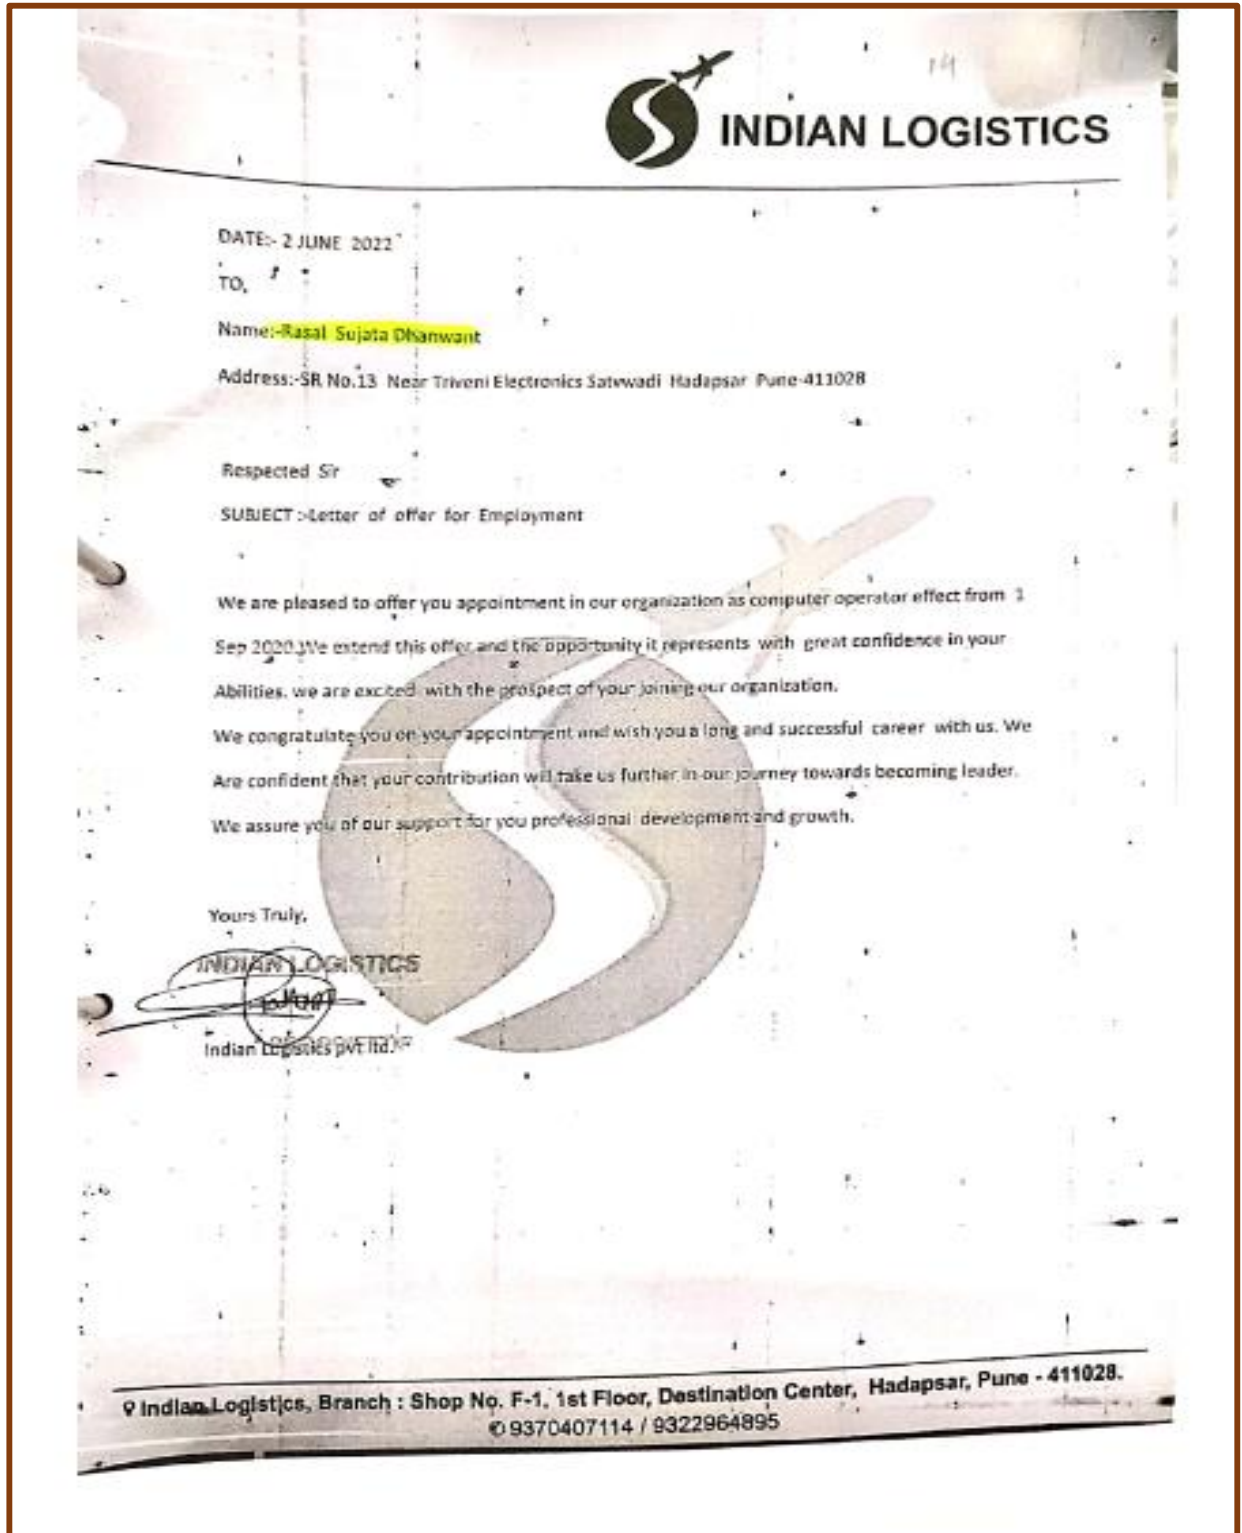 14
INDIAN LOGISTICS
DATE:- 2 JUNE 2022
TO,
Name:-Rasal Sujata Dhanwant
Address:-SR No.13 Near Triveni Electronics Satvwadi Hadapsar Pune-411028
Respected Sir
SUBJECT :-Letter of offer for Employment
We are pleased to offer you appointment in our organization as computer operator effect from 1
Sep 2020.We extend this offer and the opportunity it represents with great confidence in your
Abilities. we are excited with the prospect of your joining our organization.
We congratulate you on your appointment and wish you a long and successful career with us. We
Are confident that your contribution will take us further in our journey towards becoming leader.
We assure you of our support for you professional development and growth.
Yours Truly,
INDIAN LOGISTICS
Indian Logistics pvt ltd.
Indian Logistics, Branch : Shop No. F-1, 1st Floor, Destination Center, Hadapsar, Pune - 411028.
✆ 9370407114 / 9322964895